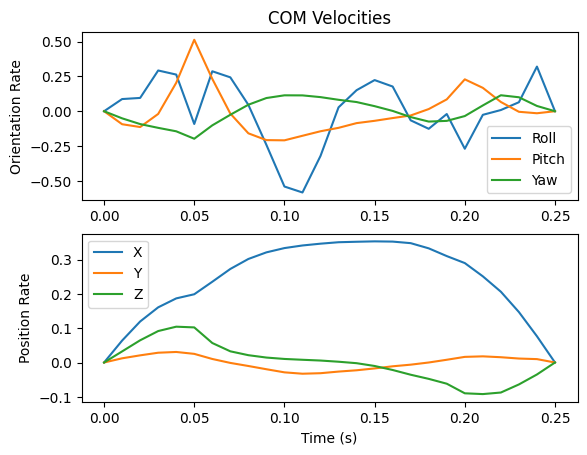 COM Velocities
Orientation Rate
0.50
0.25
0.00
−0.25
−0.50
Roll
Pitch
Yaw
0.00 0.05 0.10 0.15 0.20 0.25
Position Rate
0.3
0.2
0.1
0.0
−0.1
X
Y
Z
0.00 0.05 0.10 0.15 0.20 0.25
Time (s)